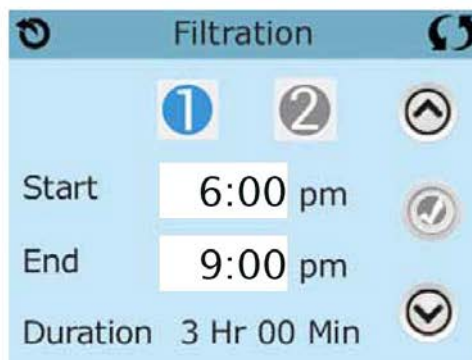 Filtration
1 2
Start 6:00 pm
End 9:00 pm
Duration 3 Hr 00 Min